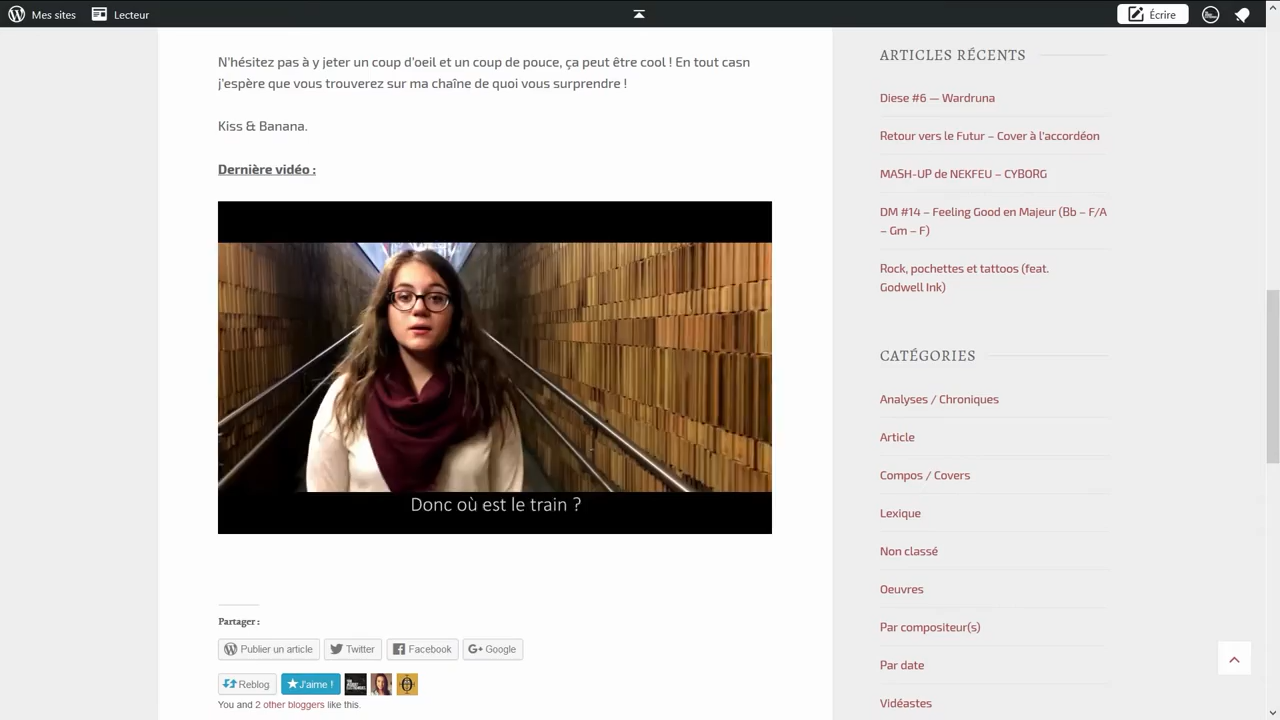 Mes sites
Lecteur
Écrire
N'hésitez pas à y jeter un coup d'oeil et un coup de pouce, ça peut être cool ! En tout casn
j'espère que vous trouverez sur ma chaîne de quoi vous surprendre !
Kiss & Banana.
Dernière vidéo :
Donc où est le train ?
Partager :
Publier un article
Twitter
Facebook
Google
Reblog
J'aime !
You and 2 other bloggers like this.
ARTICLES RÉCENTS
Diese #6 — Wardruna
Retour vers le Futur – Cover à l'accordéon
MASH-UP de NEKFEU – CYBORG
DM #14 – Feeling Good en Majeur (Bb – F/A
– Gm – F)
Rock, pochettes et tattoos (feat.
Godwell Ink)
CATÉGORIES
Analyses / Chroniques
Article
Compos / Covers
Lexique
Non classé
Oeuvres
Par compositeur(s)
Par date
Vidéastes